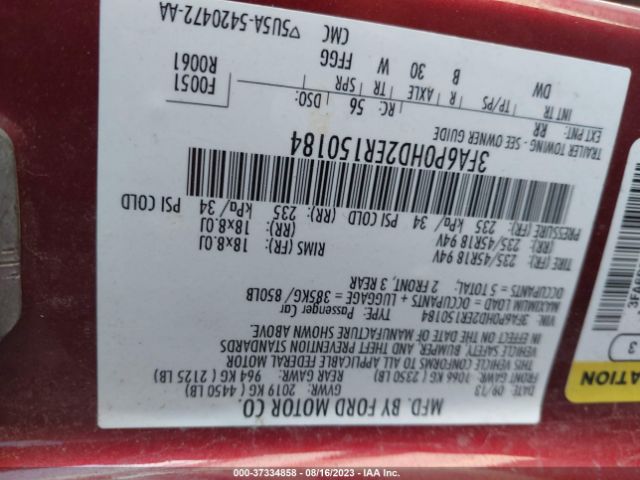 MFD. BY FORD MOTOR CO.
DATE: 09/13 GVWR: 2019 KG ( 4450 LB)
FRONT GAWR: 1066 KG ( 2350 LB) REAR GAWR: 964 KG ( 2125 LB)
THIS VEHICLE CONFORMS TO ALL APPLICABLE FEDERAL MOTOR
VEHICLE SAFETY, BUMPER, AND THEFT PREVENTION STANDARDS
IN EFFECT ON THE DATE OF MANUFACTURE SHOWN ABOVE.
VIN: 3FA6P0HD2ER150184 TYPE: Passenger Car
MAXIMUM LOAD = OCCUPANTS + LUGGAGE = 385KG/ 850LB
OCCUPANTS = 5 TOTAL: 2 FRONT, 3 REAR
TIRE (FR): 235/45R18 94V RIMS (FR): 18x8.0J
(RR): 235/45R18 94V (RR): 18x8.0J
PRESSURE (FR): 235 kPa/ 34 PSI COLD (RR): 235 kPa/ 34 PSI COLD
3FA6P0HD2ER150184
TRAILER TOWING - SEE OWNER GUIDE
EXT PNT: RR RC: 56 DSO: F0051
R0061
INT TR TP/PS R AXLE TR SPR
DW B 30 W FFGG
CMC
5U5A-5420472-AA
ATION
3
000-37334858 - 08/16/2023 - IAA Inc.